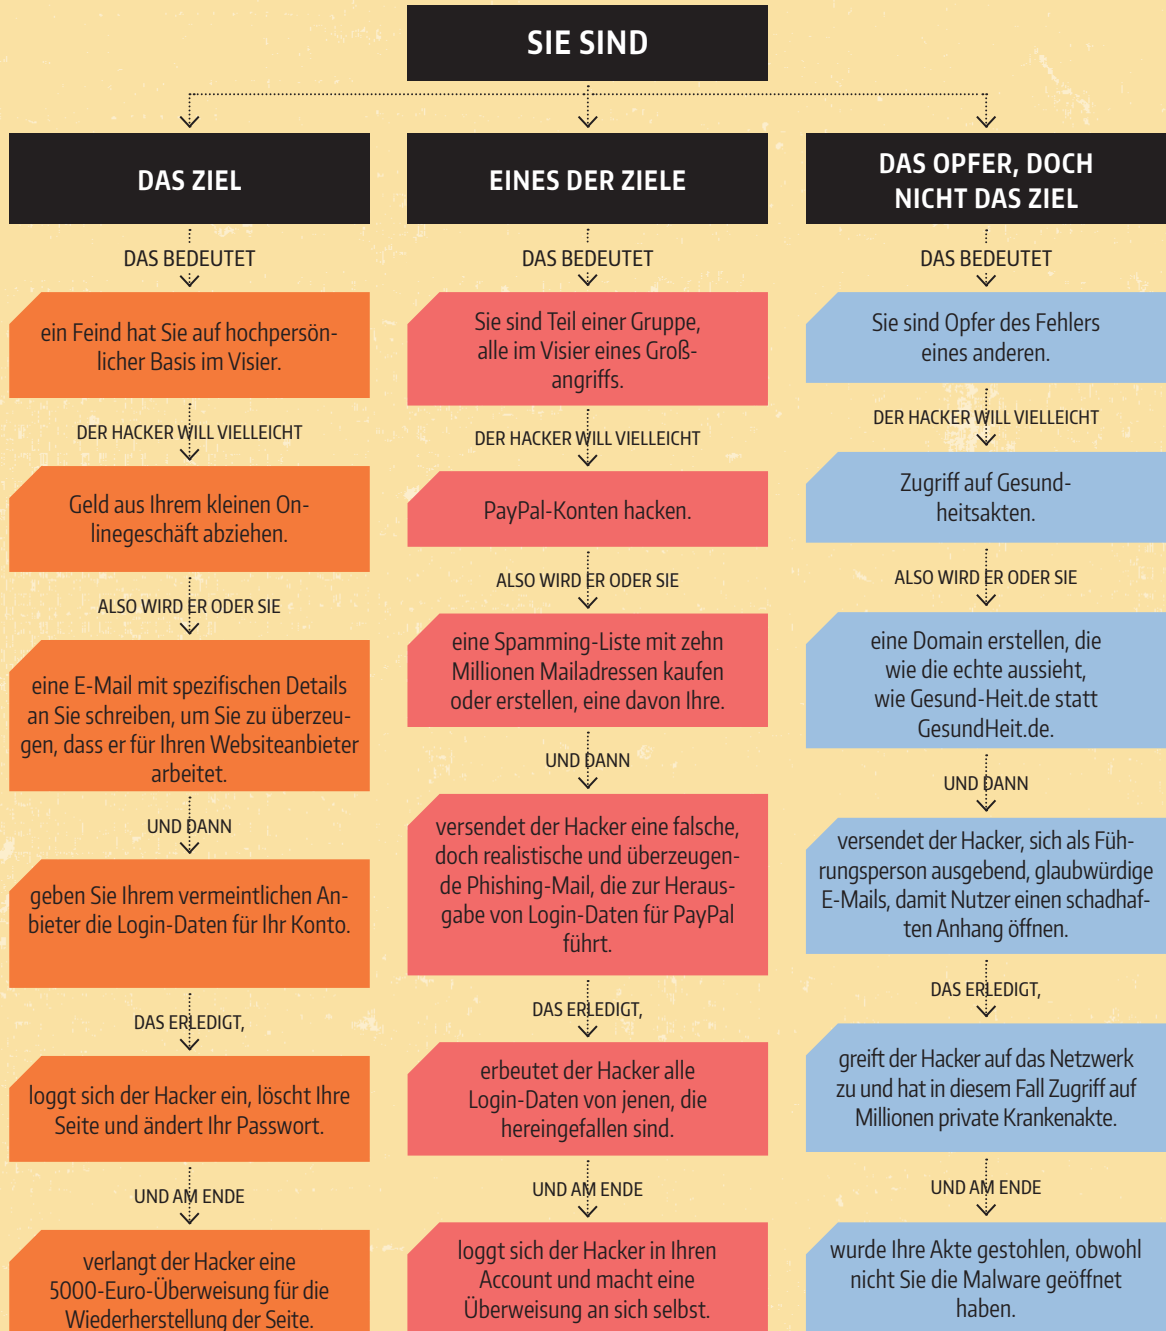 SIE SIND
DAS ZIEL
DAS BEDEUTET
ein Feind hat Sie auf hochpersön-
licher Basis im Visier.
DER HACKER WILL VIELLEICHT
Geld aus Ihrem kleinen On-
linegeschäft abziehen.
ALSO WIRD ER ODER SIE
eine E-Mail mit spezifischen Details
an Sie schreiben, um Sie zu überzeu-
gen, dass er für Ihren Websiteanbieter
arbeitet.
UND DANN
geben Sie Ihrem vermeintlichen An-
bieter die Login-Daten für Ihr Konto.
DAS ERLEDIGT,
loggt sich der Hacker ein, löscht Ihre
Seite und ändert Ihr Passwort.
UND AM ENDE
verlangt der Hacker eine
5000-Euro-Überweisung für die
Wiederherstellung der Seite.
EINES DER ZIELE
DAS BEDEUTET
Sie sind Teil einer Gruppe,
alle im Visier eines Groß-
angriffs.
DER HACKER WILL VIELLEICHT
PayPal-Konten hacken.
ALSO WIRD ER ODER SIE
eine Spamming-Liste mit zehn
Millionen Mailadressen kaufen
oder erstellen, eine davon Ihre.
UND DANN
versendet der Hacker eine falsche,
doch realistische und überzeugen-
de Phishing-Mail, die zur Heraus-
gabe von Login-Daten für PayPal
führt.
DAS ERLEDIGT,
erbeutet der Hacker alle
Login-Daten von jenen, die
hereingefallen sind.
UND AM ENDE
loggt sich der Hacker in Ihren
Account und macht eine
Überweisung an sich selbst.
DAS OPFER, DOCH
NICHT DAS ZIEL
DAS BEDEUTET
Sie sind Opfer des Fehlers
eines anderen.
DER HACKER WILL VIELLEICHT
Zugriff auf Gesund-
heitsakten.
ALSO WIRD ER ODER SIE
eine Domain erstellen, die
wie die echte aussieht,
wie Gesund-Heit.de statt
GesundHeit.de.
UND DANN
versendet der Hacker, sich als Füh-
rungsperson ausgebend, glaubwürdige
E-Mails, damit Nutzer einen schadhaf-
ten Anhang öffnen.
DAS ERLEDIGT,
greift der Hacker auf das Netzwerk
zu und hat in diesem Fall Zugriff auf
Millionen private Krankenakte.
UND AM ENDE
wurde Ihre Akte gestohlen, obwohl
nicht Sie die Malware geöffnet
haben.